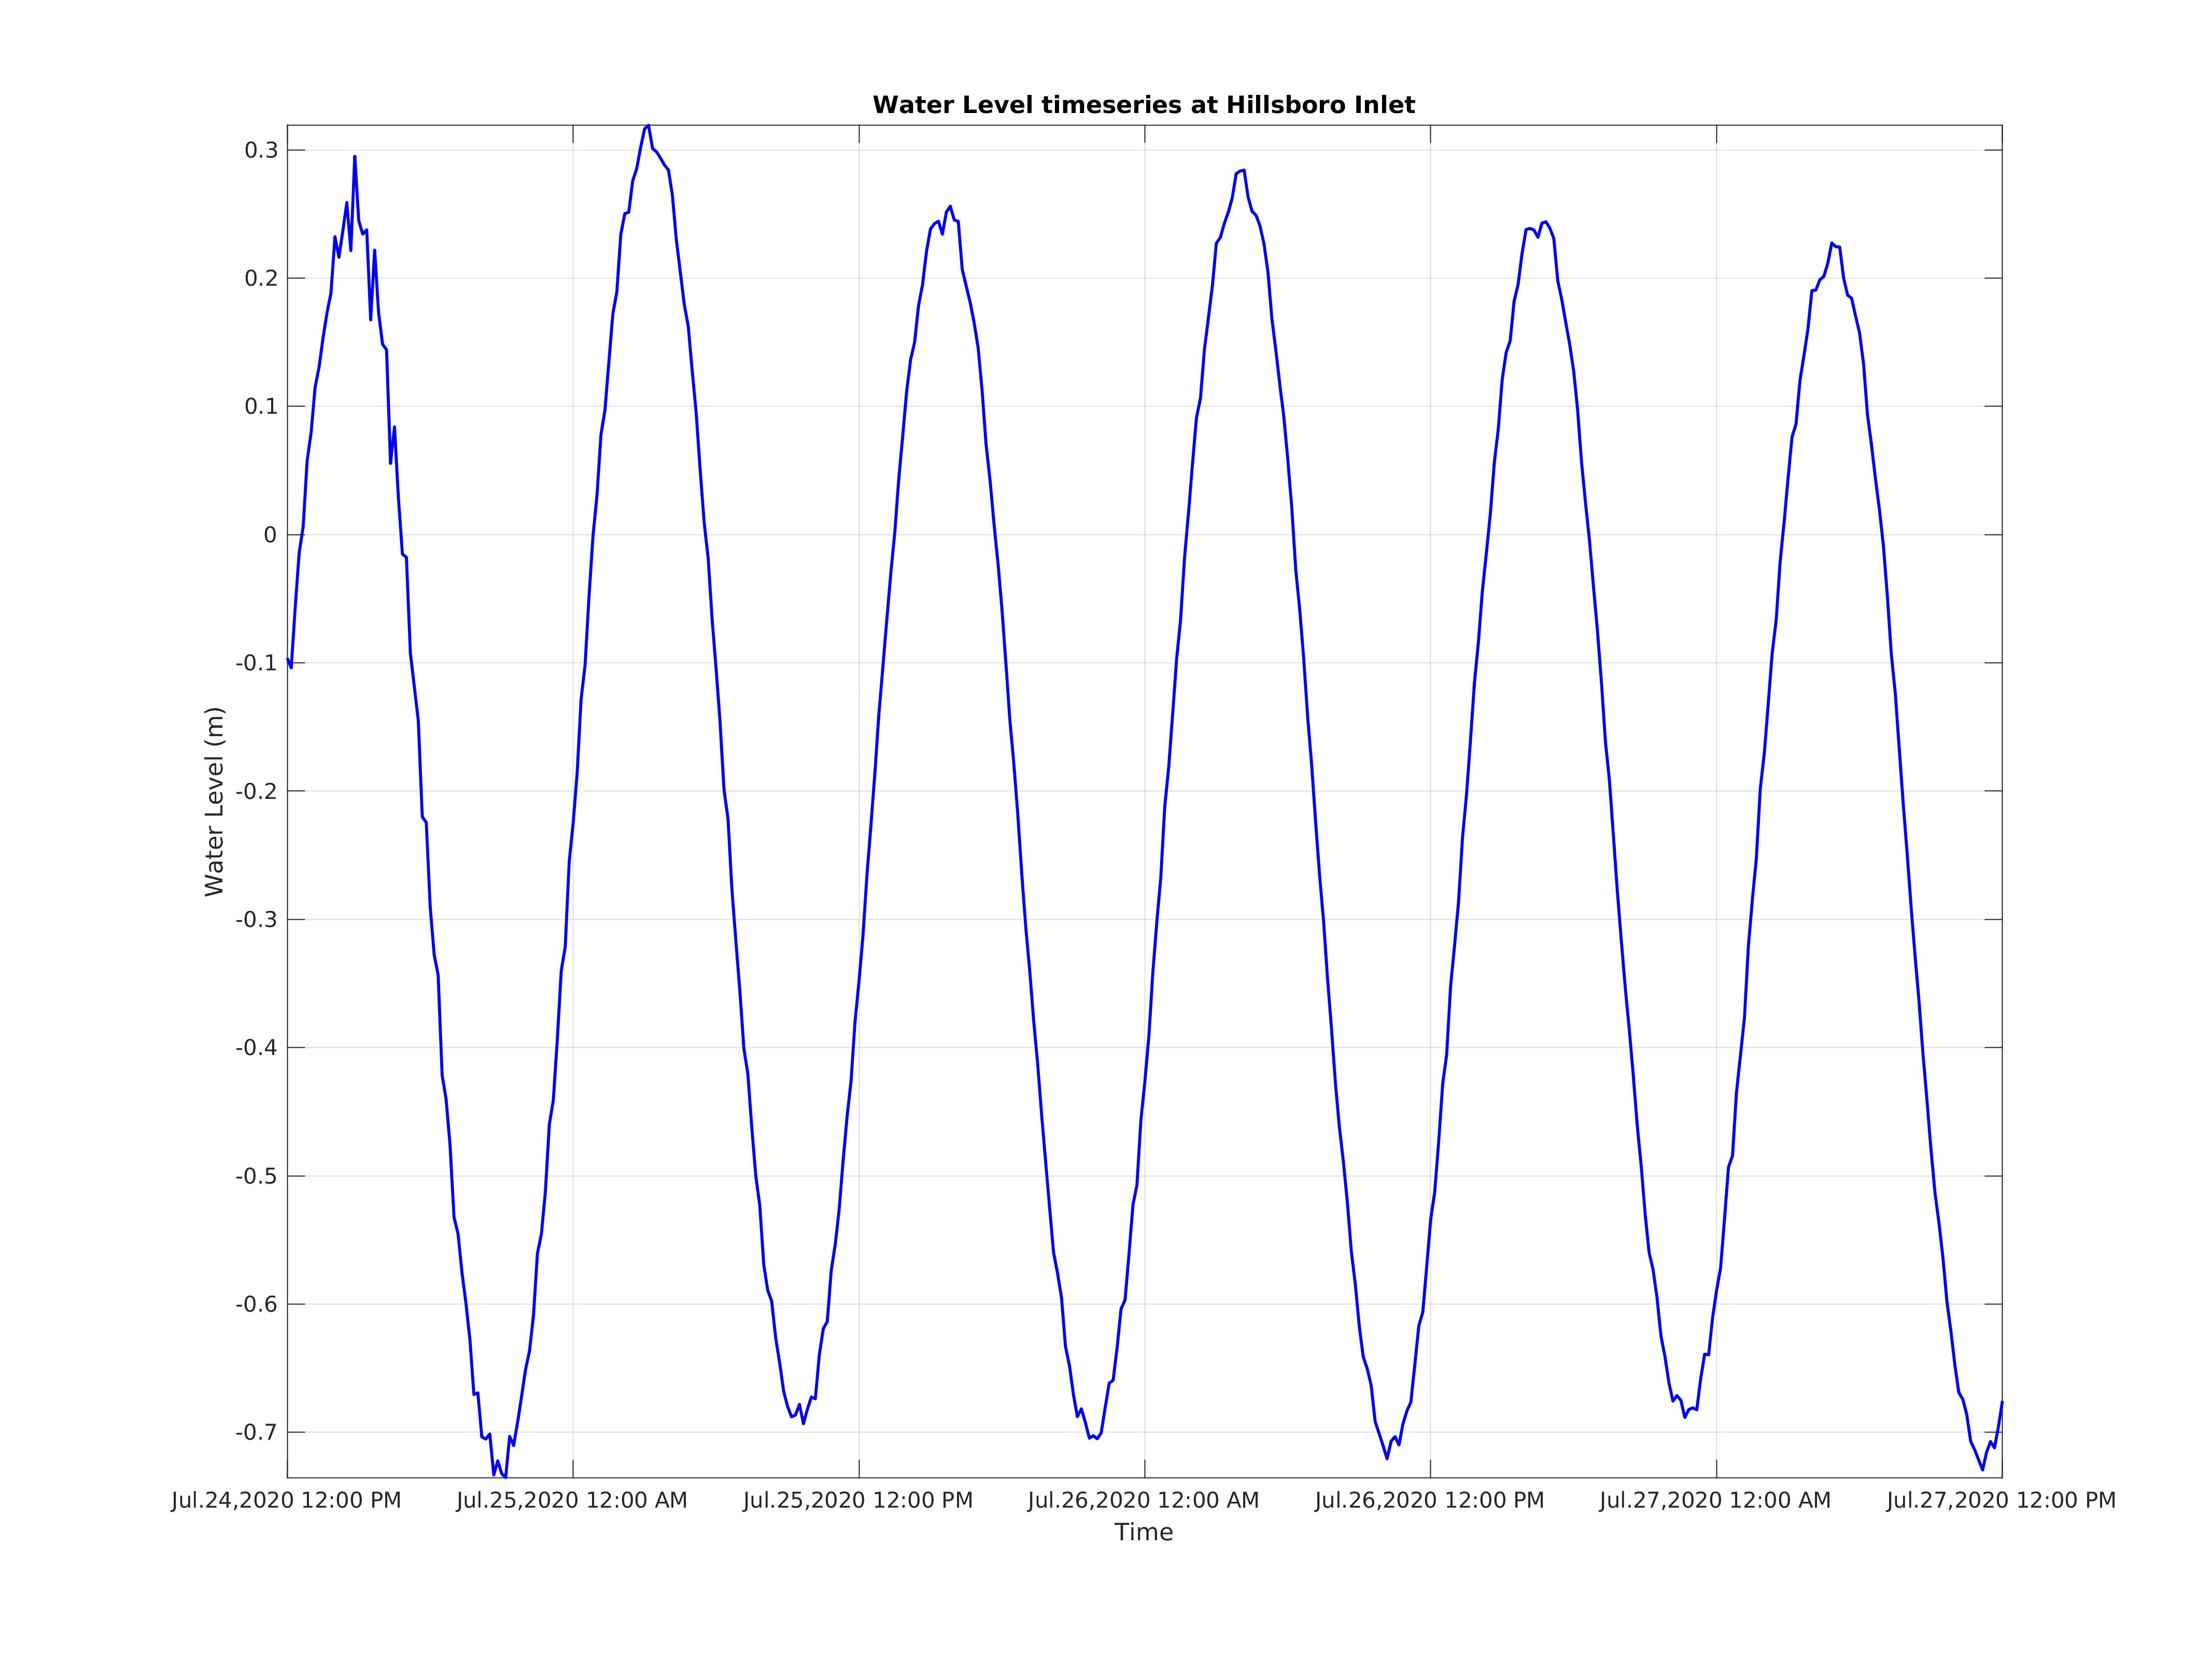 Water Level timeseries at Hillsboro Inlet
0.3
0.2
0.1
0
-0.1
-0.2
-0.3
-0.4
-0.5
-0.6
-0.7
Water Level (m)
Jul.24,2020 12:00 PM
Jul.25,2020 12:00 AM
Jul.25,2020 12:00 PM
Jul.26,2020 12:00 AM
Jul.26,2020 12:00 PM
Jul.27,2020 12:00 AM
Jul.27,2020 12:00 PM
Time